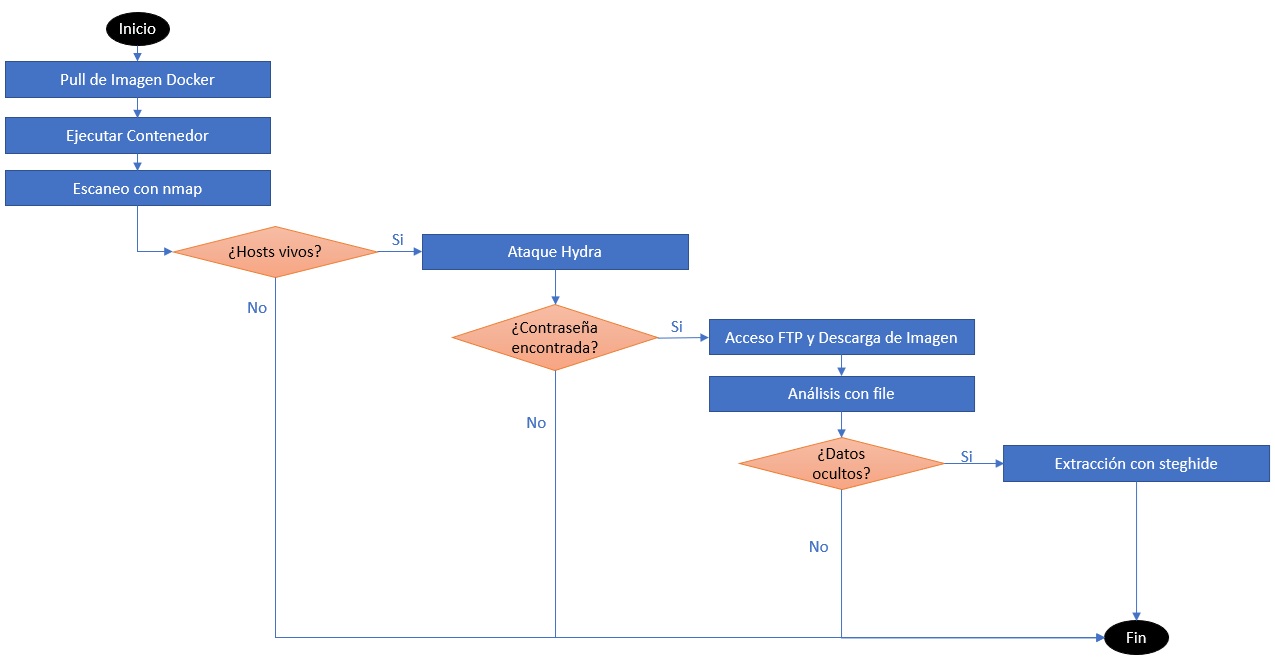 Inicio
Pull de Imagen Docker
Ejecutar Contenedor
Escaneo con nmap
¿Hosts vivos?
Si
Ataque Hydra
No
¿Contraseña
encontrada?
Si
Acceso FTP y Descarga de Imagen
Análisis con file
No
¿Datos
ocultos?
Si
Extracción con steghide
No
Fin